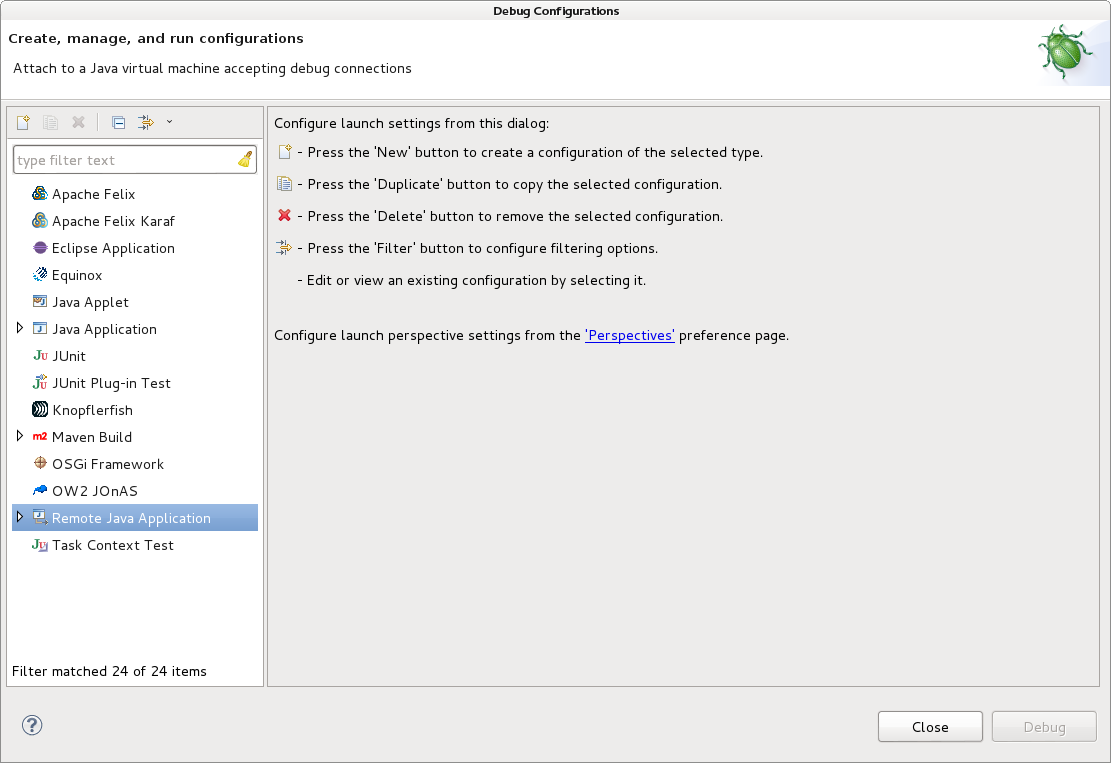 Debug Configurations
Create, manage, and run configurations
Attach to a Java virtual machine accepting debug connections
type filter text
Apache Felix
Apache Felix Karaf
Eclipse Application
Equinox
Java Applet
Java Application
JUnit
JUnit Plug-in Test
Knopflerfish
m2 Maven Build
OSGi Framework
OW2 JOnAS
Remote Java Application
Task Context Test
Filter matched 24 of 24 items
Configure launch settings from this dialog:
- Press the 'New' button to create a configuration of the selected type.
- Press the 'Duplicate' button to copy the selected configuration.
- Press the 'Delete' button to remove the selected configuration.
- Press the 'Filter' button to configure filtering options.
- Edit or view an existing configuration by selecting it.
Configure launch perspective settings from the 'Perspectives' preference page.
?
Close
Debug